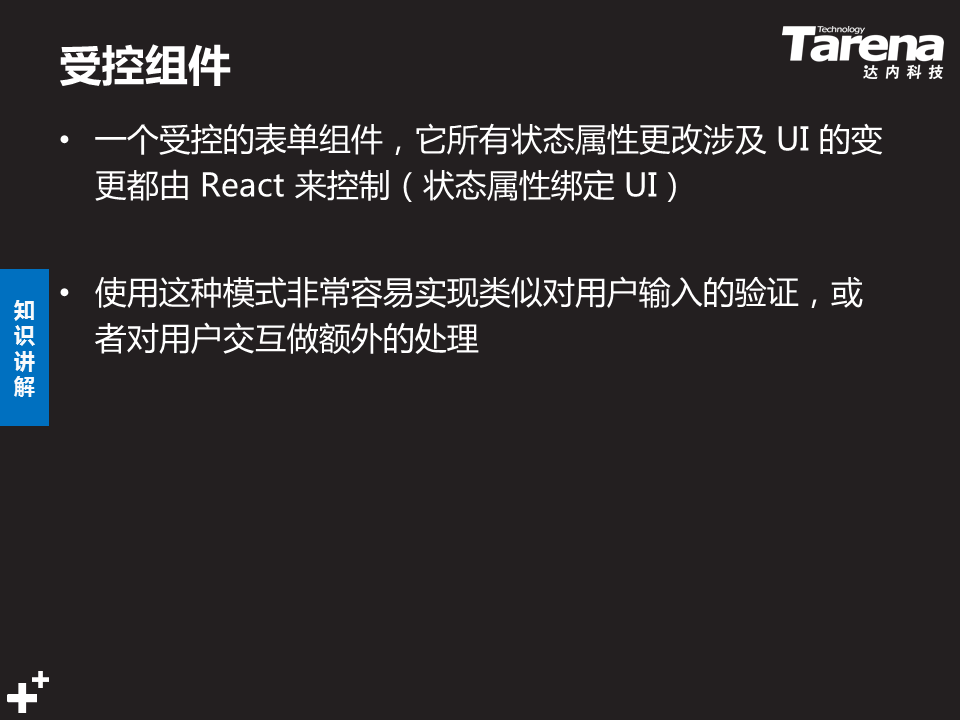 受控组件
Technology
Tarena
达内科技
• 一个受控的表单组件，它所有状态属性更改涉及 UI 的变
更都由 React 来控制（状态属性绑定 UI）
• 使用这种模式非常容易实现类似对用户输入的验证，或
者对用户交互做额外的处理
知
识
讲
解